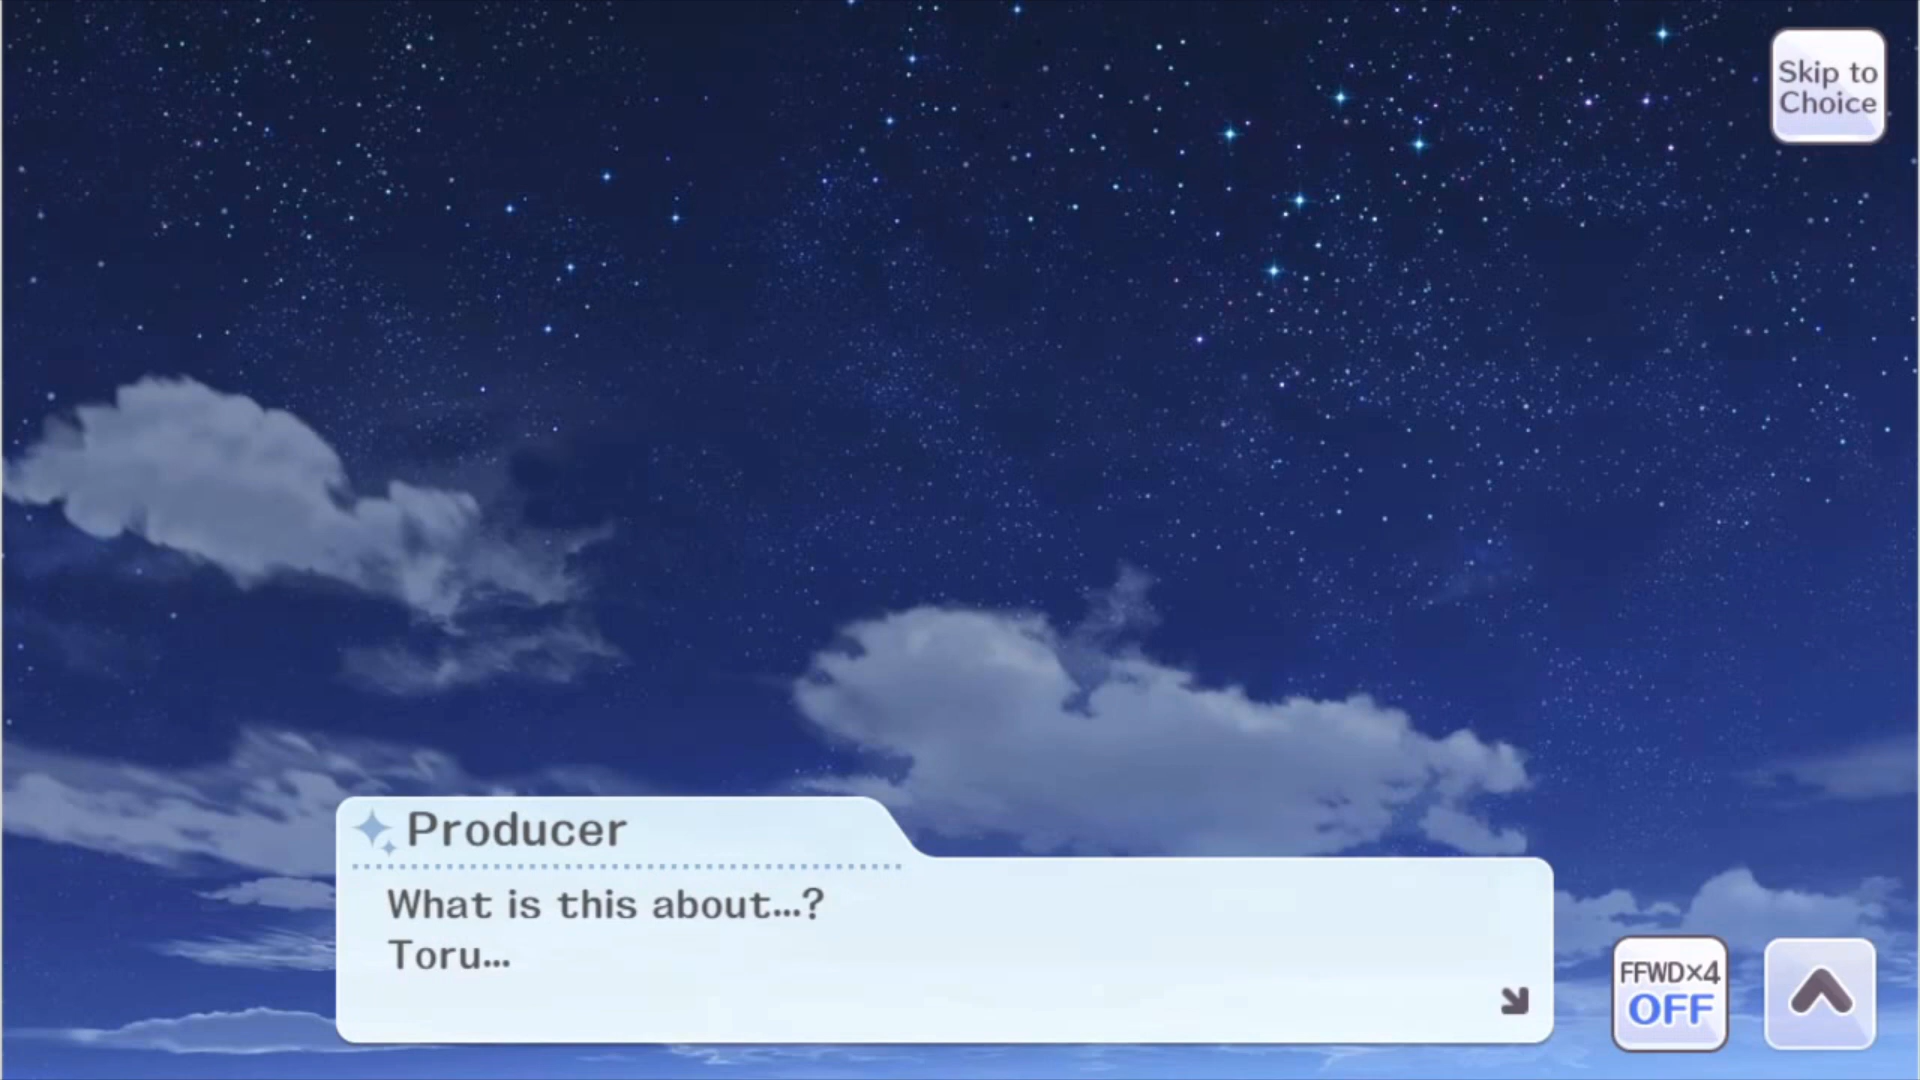 Skip to
Choice
Producer
What is this about...?
Toru...
FFWD×4
OFF